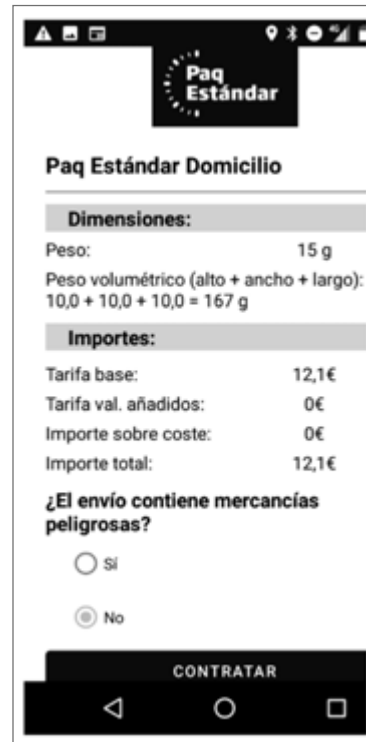 Paq
Estándar
Paq Estándar Domicilio
Dimensiones:
Peso: 15 g
Peso volumétrico (alto + ancho + largo):
10,0 + 10,0 + 10,0 = 167 g
Importes:
Tarifa base: 12,1€
Tarifa val. añadidos: 0€
Importe sobre coste: 0€
Importe total: 12,1€
¿El envío contiene mercancías
peligrosas?
Sí
No
CONTRATAR